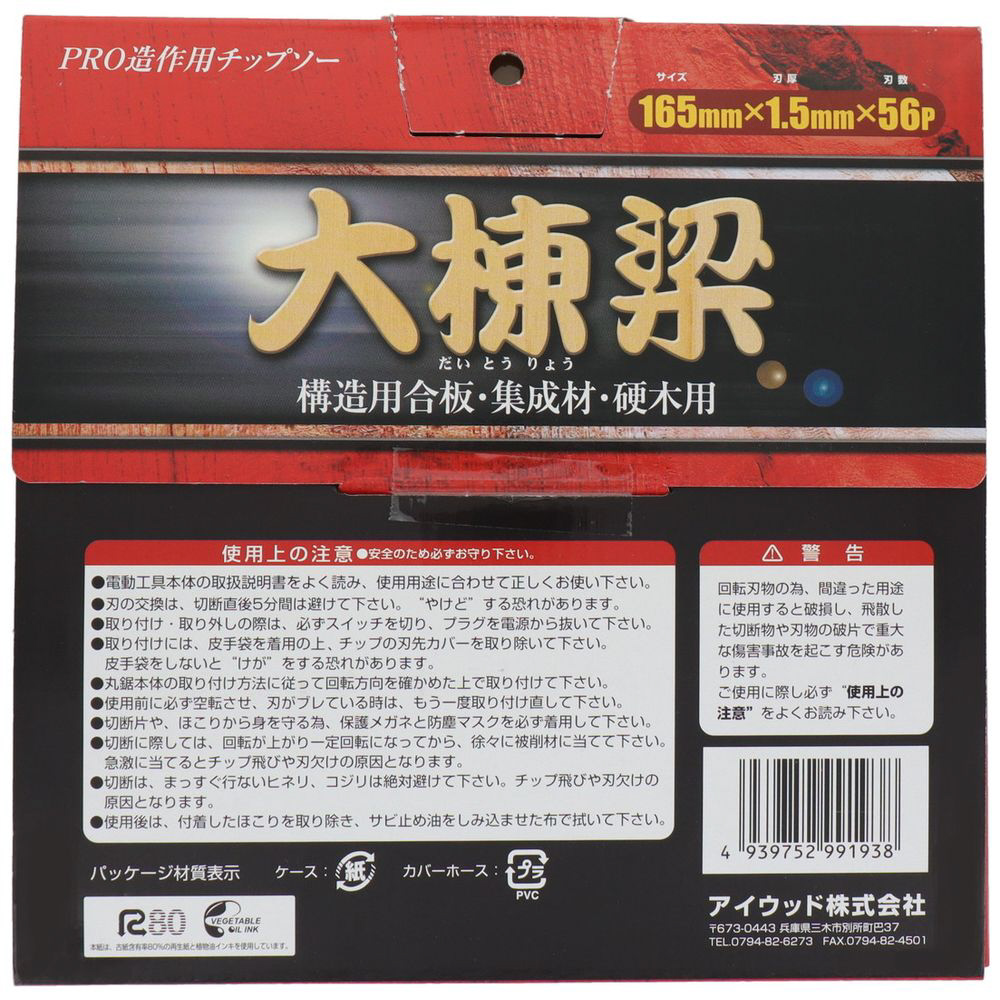 PRO造作用チップソー
サイズ 刃厚 刃数
165mm×1.5mm×56P
大棟梁
だいとうりょう
構造用合板・集成材・硬木用
使用上の注意●安全のため必ずお守り下さい。
●電動工具本体の取扱説明書をよく読み、使用用途に合わせて正しくお使い下さい。
●刃の交換は、切断直後5分間は避けて下さい。“やけど”する恐れがあります。
●取り付け・取り外しの際は、必ずスイッチを切り、プラグを電源から抜いて下さい。
●取り付けには、皮手袋を着用の上、チップの刃先カバーを取り除いて下さい。
皮手袋をしないと“けが”をする恐れがあります。
●丸鋸本体の取り付け方法に従って回転方向を確かめた上で取り付けて下さい。
●使用前に必ず空転させ、刃がブレている時は、もう一度取り付け直して下さい。
●切断片や、ほこりから身を守る為、保護メガネと防塵マスクを必ず着用して下さい。
●切断に際しては、回転が上がり一定回転になってから、徐々に被削材に当てて下さい。
急激に当てるとチップ飛びや刃欠けの原因となります。
●切断は、まっすぐ行ないヒネリ、コジリは絶対避けて下さい。チップ飛びや刃欠けの
原因となります。
●使用後は、付着したほこりを取り除き、サビ止め油をしみ込ませた布で拭いて下さい。
⚠ 警告
回転刃物の為、間違った用途
に使用すると破損し、飛散し
た切断物や刃物の破片で重大
な傷害事故を起こす危険があ
ります。
ご使用に際し必ず“使用上の
注意”をよくお読み下さい。
4 939752 991938
パッケージ材質表示 ケース： 紙 カバーホース： プラ
PVC
R80 VEGETABLE
OIL INK
本紙は、古紙含有率80％の再生紙と植物油インキを使用しています。
アイウッド株式会社
〒673-0443 兵庫県三木市別所町巴37
TEL.0794-82-6273 FAX.0794-82-4501